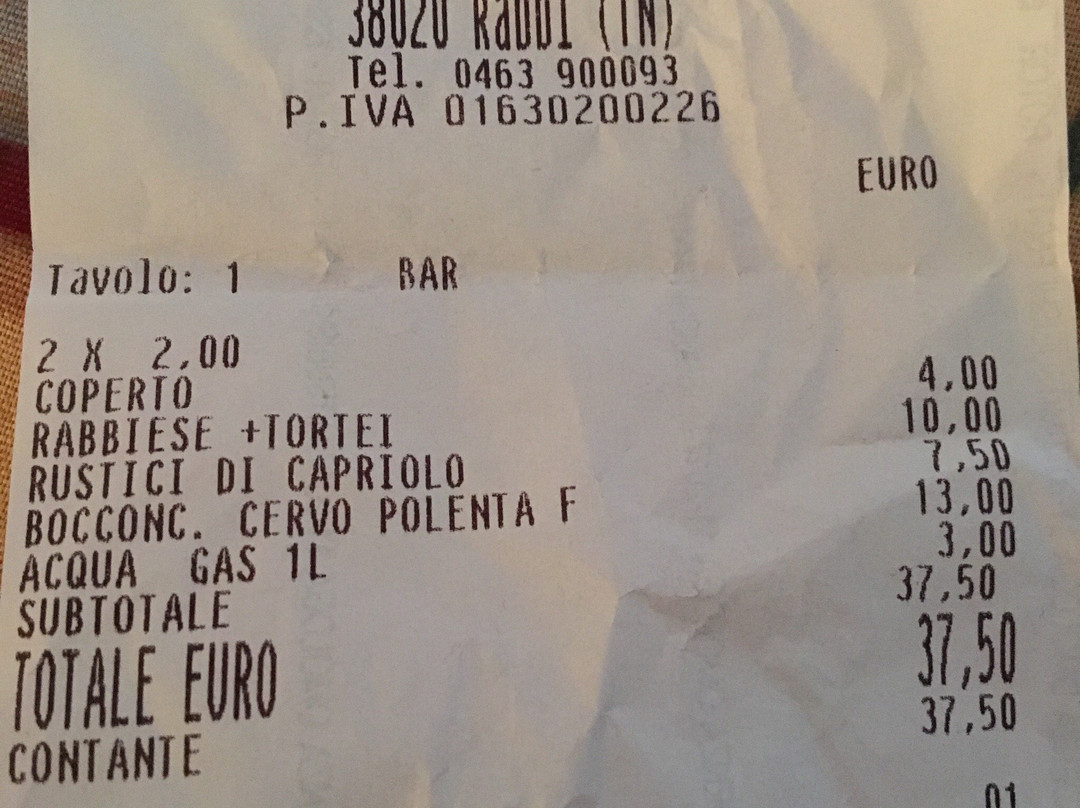 38020 Rabbi (TN)
Tel. 0463 900093
P.IVA 01630200226
EURO
Tavolo: 1 BAR
2 X 2,00
COPERTO 4,00
RABBIESE +TORTEI 10,00
RUSTICI DI CAPRIOLO 7,50
BOCCONC. CERVO POLENTA F 13,00
ACQUA GAS 1L 3,00
SUBTOTALE 37,50
TOTALE EURO 37,50
CONTANTE 37,50
01